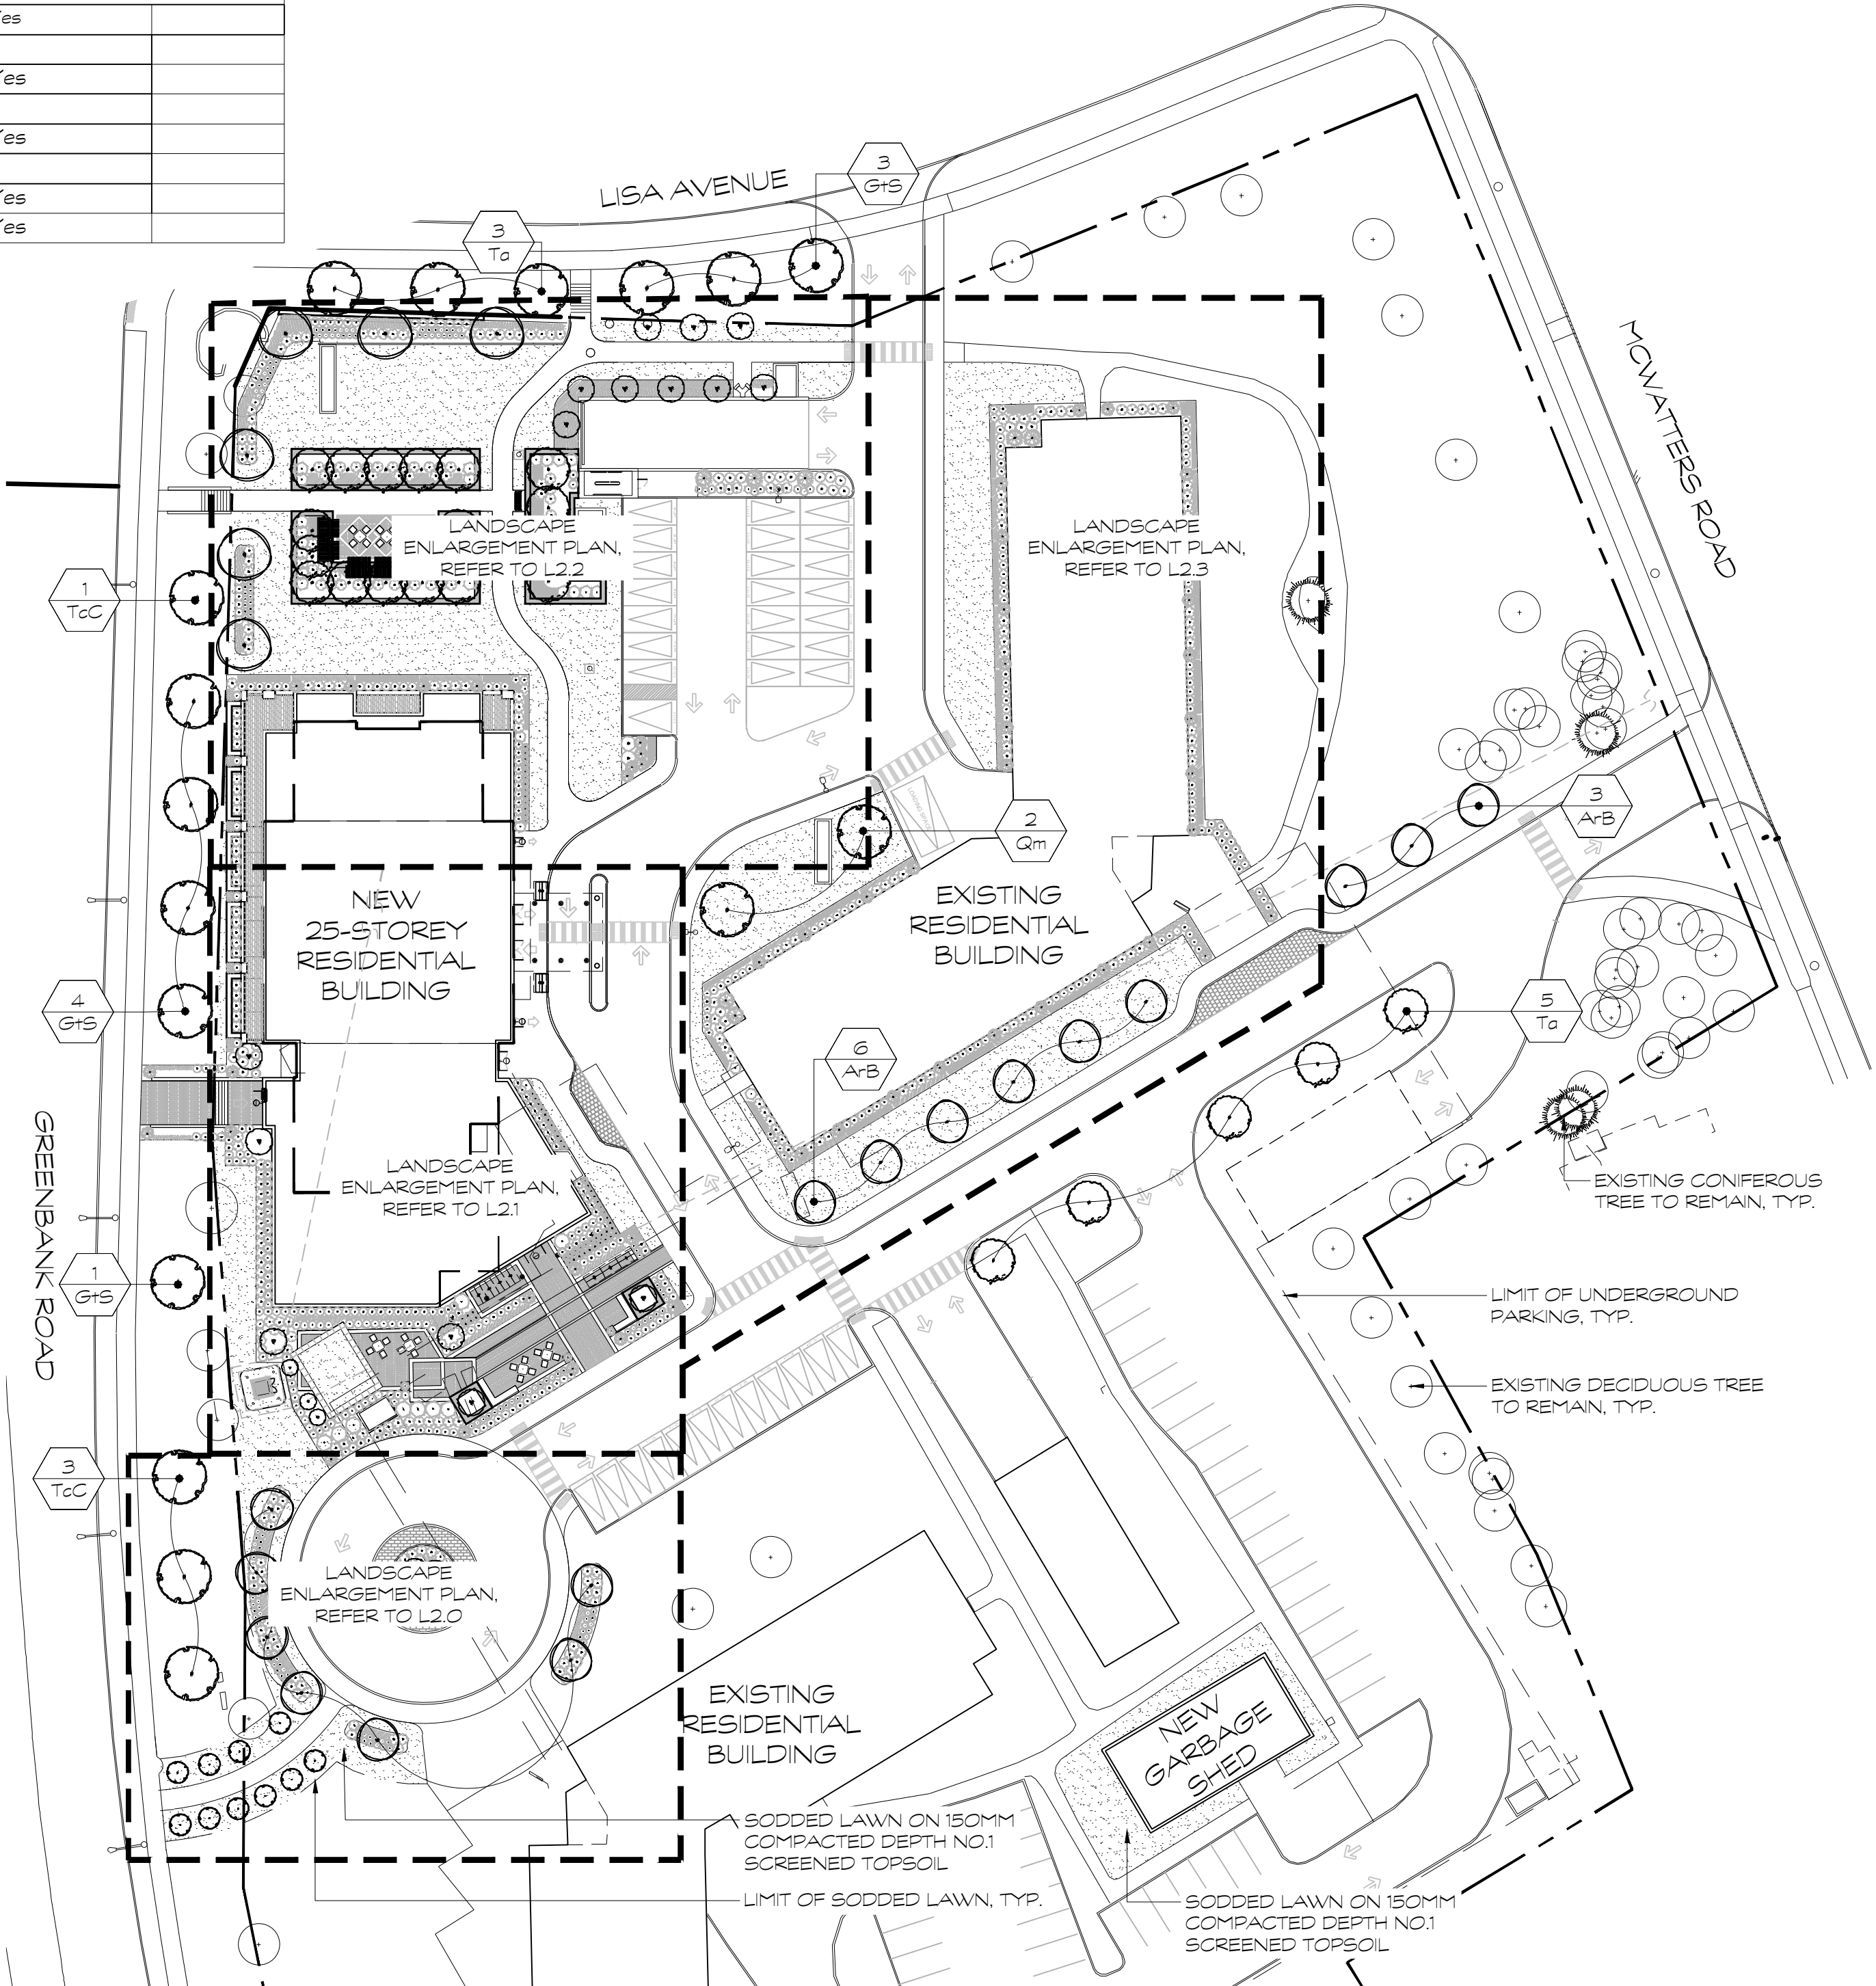 Yes
Yes
Yes
Yes
Yes
LISA AVENUE
3
GtS
3
Ta
MCWATTERS ROAD
LANDSCAPE
ENLARGEMENT PLAN,
REFER TO L2.2
LANDSCAPE
ENLARGEMENT PLAN,
REFER TO L2.3
1
TcC
LOADING SPACE
2
Qm
3
ArB
NEW
25-STOREY
RESIDENTIAL
BUILDING
EXISTING
RESIDENTIAL
BUILDING
4
GtS
5
Ta
6
ArB
GREENBANK ROAD
LANDSCAPE
ENLARGEMENT PLAN,
REFER TO L2.1
EXISTING CONIFEROUS
TREE TO REMAIN, TYP.
1
GtS
LIMIT OF UNDERGROUND
PARKING, TYP.
EXISTING DECIDUOUS TREE
TO REMAIN, TYP.
3
TcC
LANDSCAPE
ENLARGEMENT PLAN,
REFER TO L2.0
EXISTING
RESIDENTIAL
BUILDING
NEW
GARBAGE
SHED
SODDED LAWN ON 150MM
COMPACTED DEPTH NO.1
SCREENED TOPSOIL
LIMIT OF SODDED LAWN, TYP.
SODDED LAWN ON 150MM
COMPACTED DEPTH NO.1
SCREENED TOPSOIL